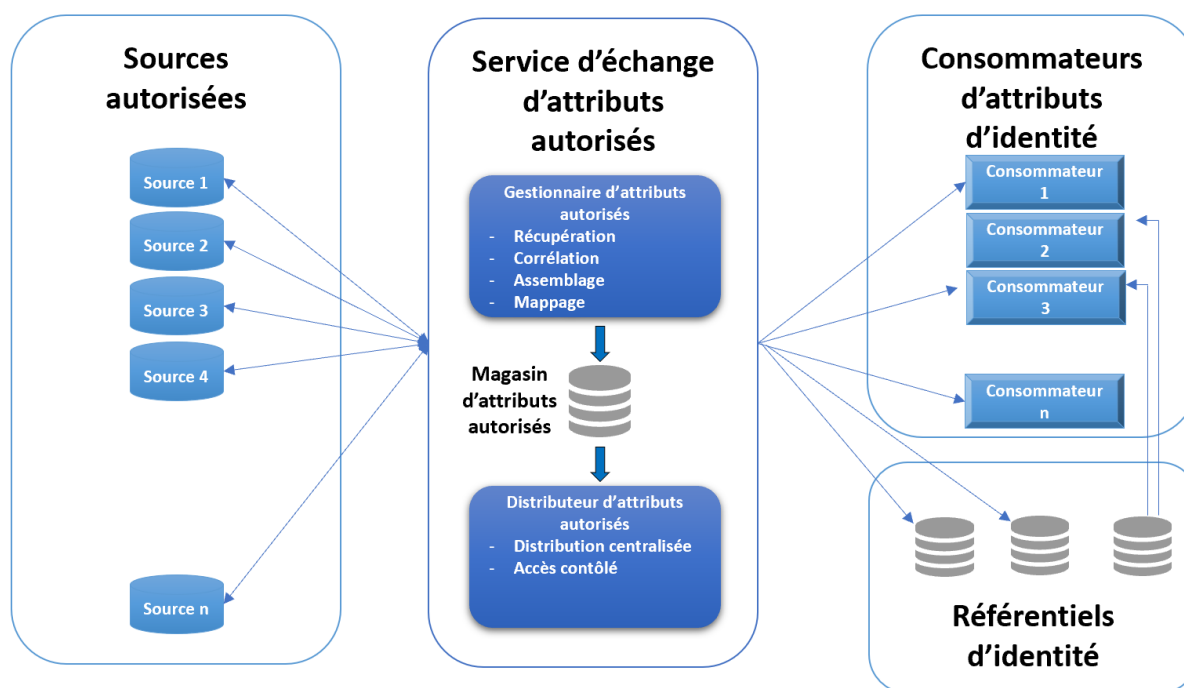 Sources
autorisées
Source 1
Source 2
Source 3
Source 4
Source n
Service d'échange
d'attributs
autorisés
Gestionnaire d'attributs
autorisés
- Récupération
- Corrélation
- Assemblage
- Mappage
Magasin
d'attributs
autorisés
Distributeur d'attributs
autorisés
- Distribution centralisée
- Accès contôlé
Consommateurs
d'attributs
d'identité
Consommateur
1
Consommateur
2
Consommateur
3
Consommateur
n
Référentiels
d'identité